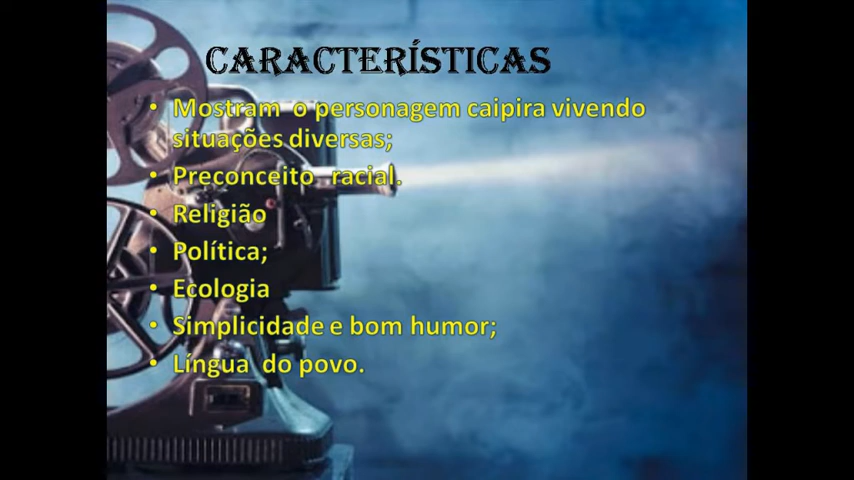 CARACTERÍSTICAS
• Mostram o personagem caipira vivendo
situações diversas;
• Preconceito racial.
• Religião
• Política;
• Ecologia
• Simplicidade e bom humor;
• Língua do povo.